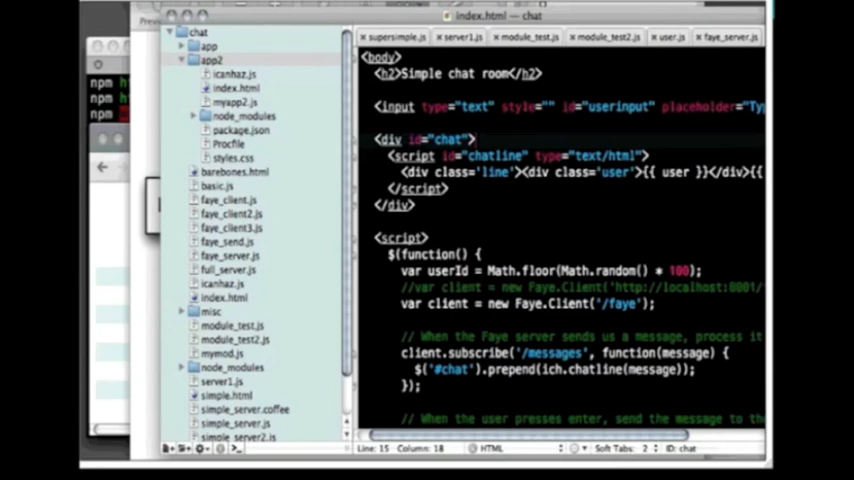 index.html — chat
Prev
npm h
npm h
npm
chat
app
app2
icanhaz.js
index.html
myapp2.js
node_modules
package.json
Procfile
styles.css
barebones.html
basic.js
faye_client.js
faye_client2.js
faye_client3.js
faye_send.js
faye_server.js
full_server.js
icanhaz.js
index.html
misc
module_test.js
module_test2.js
mymod.js
node_modules
server1.js
simple.html
simple_server.coffee
simple_server.js
simple_server2.js
supersimple.js server1.js module_test.js module_test2.js user.js faye_server.js
<body>
<h2>Simple chat room</h2>
<input type="text" style="" id="userinput" placeholder="Ty
<div id="chat">
<script id="chatline" type="text/html">
<div class='line'><div class='user'>{{ user }}</div>{{
</script>
</div>
<script>
$(function() {
var userId = Math.floor(Math.random() * 100);
//var client = new Faye.Client('http://localhost:8001/
var client = new Faye.Client('/faye');
// When the Faye server sends us a message, process it
client.subscribe('/messages', function(message) {
$('#chat').prepend(ich.chatline(message));
});
// When the user presses enter, send the message to the
Line: 15 Column: 18 HTML Soft Tabs: 2 ID: chat